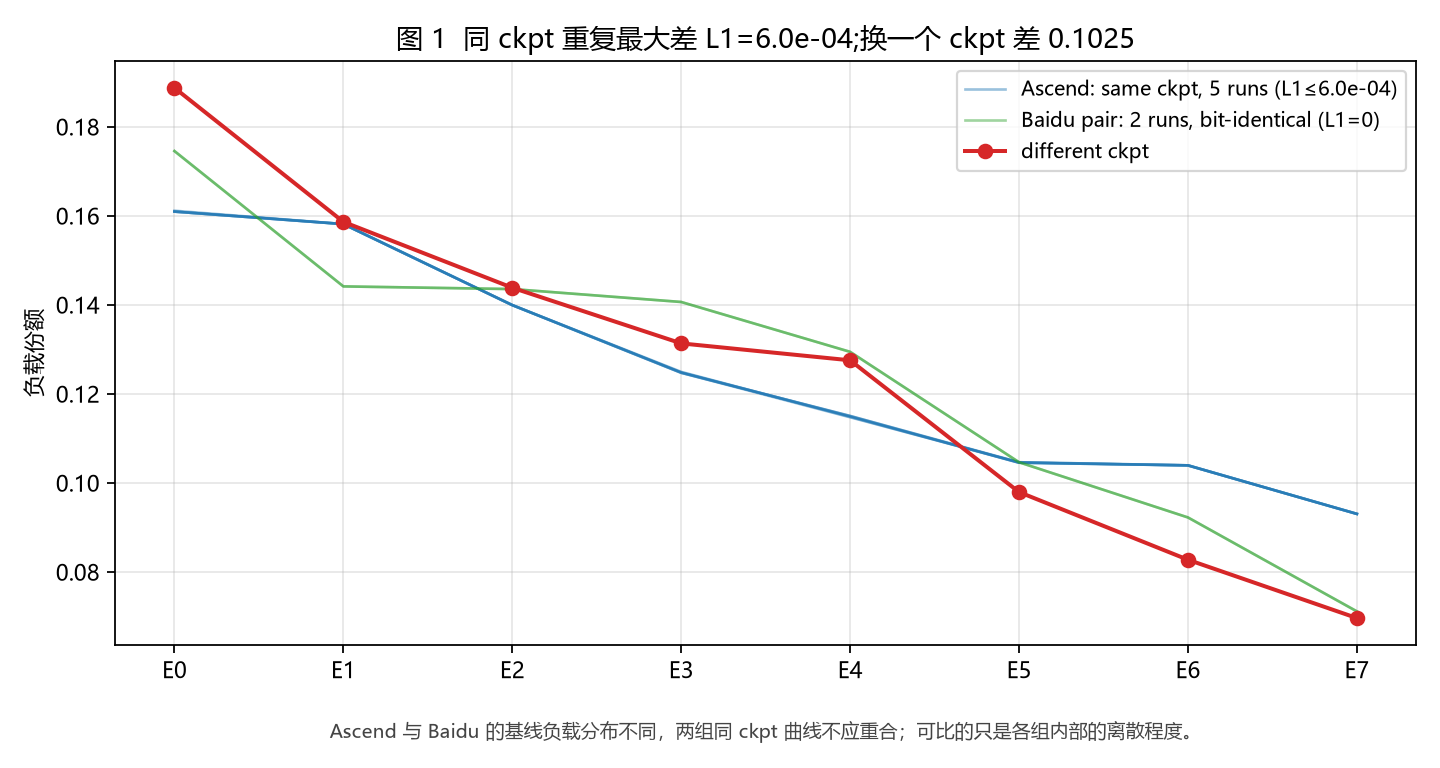 图 1  同 ckpt 重复最大差 L1=6.0e-04;换一个 ckpt 差 0.1025
Ascend: same ckpt, 5 runs (L1≤6.0e-04)
Baidu pair: 2 runs, bit-identical (L1=0)
different ckpt
负载份额
0.18
0.16
0.14
0.12
0.10
0.08
E0 E1 E2 E3 E4 E5 E6 E7
Ascend 与 Baidu 的基线负载分布不同，两组同 ckpt 曲线不应重合；可比的只是各组内部的离散程度。